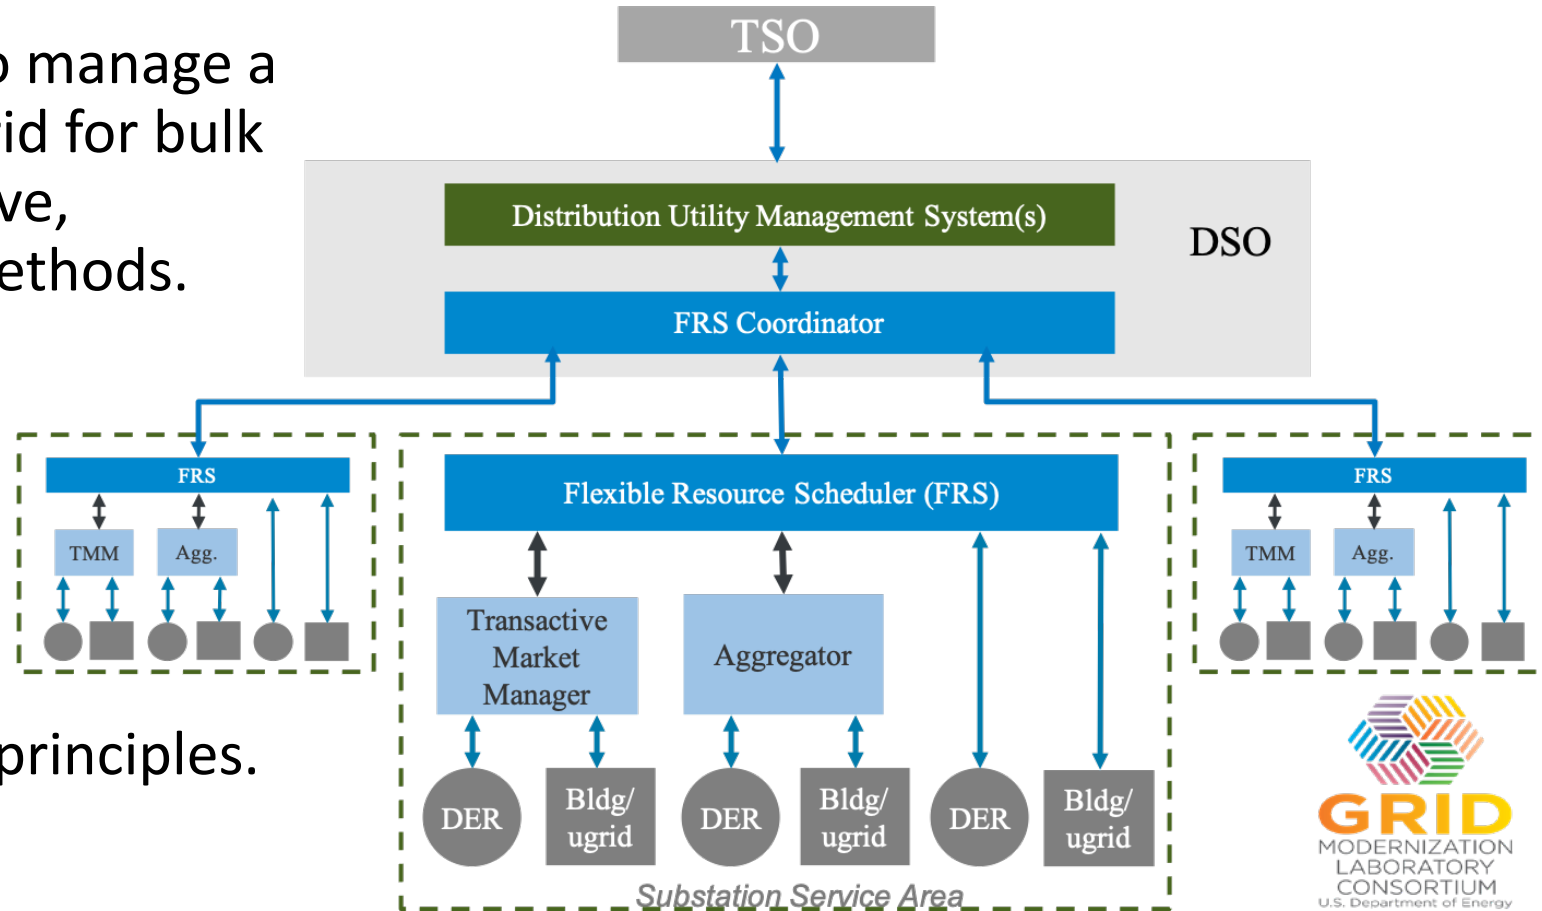 TSO
o manage a
rid for bulk
ve,
ethods.
Distribution Utility Management System(s)
DSO
FRS Coordinator
FRS
TMM
Agg.
Flexible Resource Scheduler (FRS)
Transactive
Market
Manager
Aggregator
DER
Bldg/
ugrid
DER
Bldg/
ugrid
DER
Bldg/
ugrid
Substation Service Area
FRS
TMM
Agg.
principles.
GRID
MODERNIZATION
LABORATORY
CONSORTIUM
U.S. Department of Energy